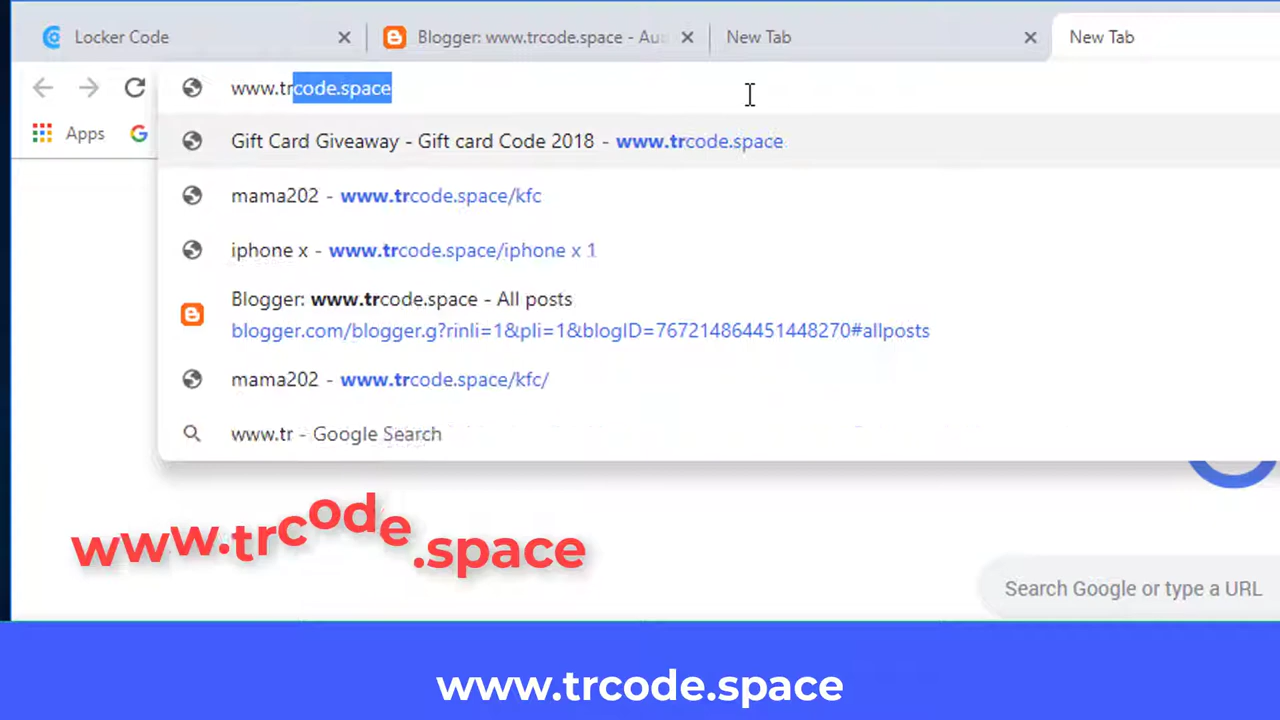 Locker Code
Blogger: www.trcode.space - Au
New Tab
New Tab
www.trcode.space
Apps
Gift Card Giveaway - Gift card Code 2018 - www.trcode.space
mama202 - www.trcode.space/kfc
iphone x - www.trcode.space/iphone x 1
Blogger: www.trcode.space - All posts
blogger.com/blogger.g?rinli=1&pli=1&blogID=767214864451448270#allposts
mama202 - www.trcode.space/kfc/
www.tr - Google Search
www.trcode.space
Search Google or type a URL
www.trcode.space